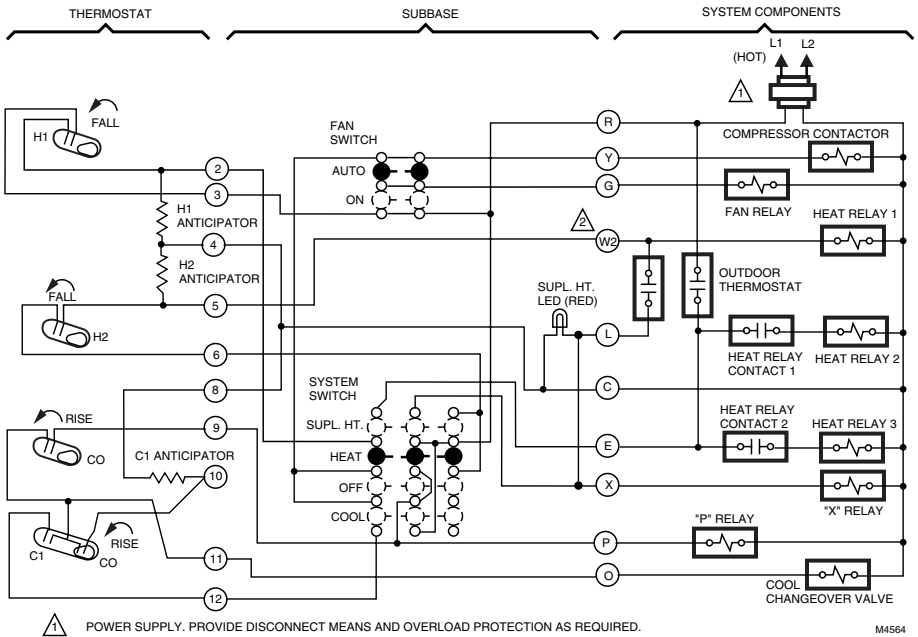 THERMOSTAT
SUBBASE
SYSTEM COMPONENTS
L1
L2
(HOT)
1
FALL
H1
FAN
SWITCH
AUTO
ON
R
COMPRESSOR CONTACTOR
Y
G
FAN RELAY
2
3
H1
ANTICIPATOR
4
H2
ANTICIPATOR
2
W2
HEAT RELAY 1
FALL
H2
5
6
SUPL. HT.
LED (RED)
OUTDOOR
THERMOSTAT
L
HEAT RELAY
CONTACT 1
HEAT RELAY 2
8
C
SYSTEM
SWITCH
SUPL. HT.
HEAT
OFF
COOL
RISE
CO
9
C1 ANTICIPATOR
10
HEAT RELAY
CONTACT 2
HEAT RELAY 3
E
X
"X" RELAY
C1
RISE
CO
"P" RELAY
P
11
O
COOL
CHANGEOVER VALVE
12
1 POWER SUPPLY. PROVIDE DISCONNECT MEANS AND OVERLOAD PROTECTION AS REQUIRED.
M4564